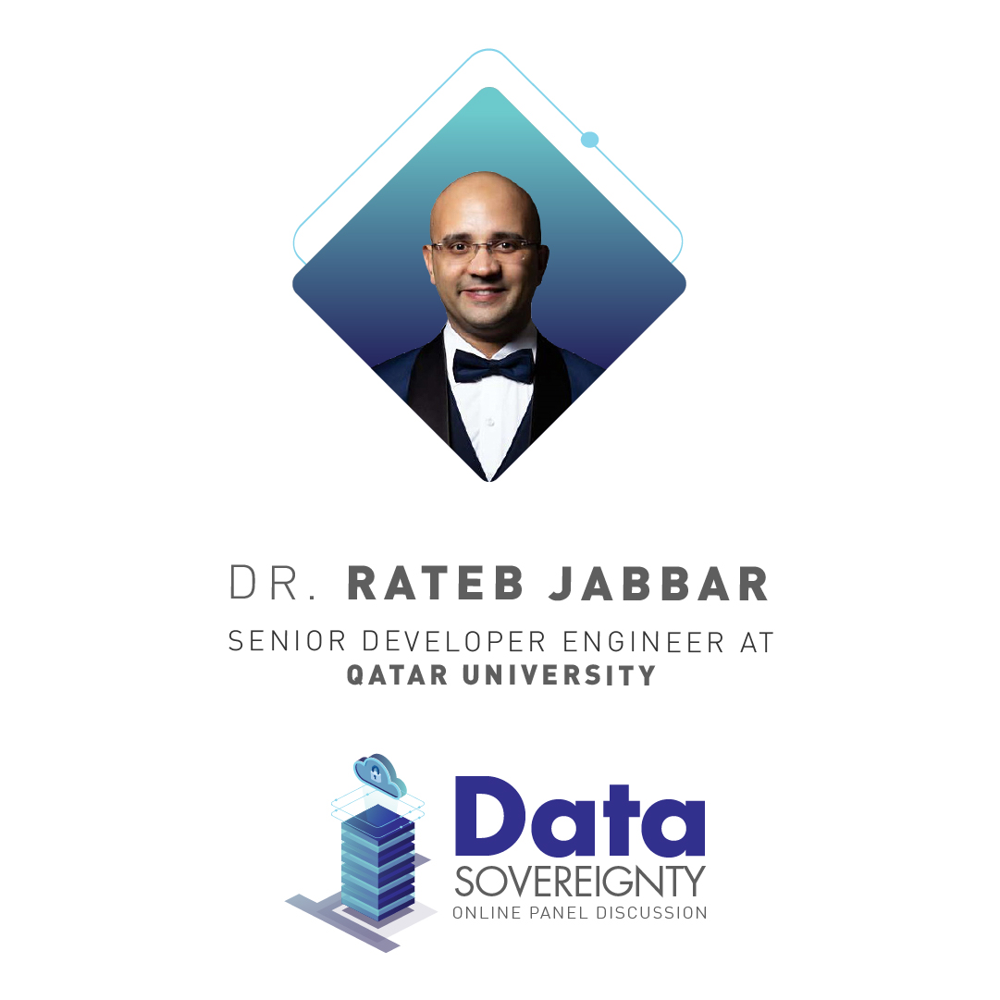 DR. RATEB JABBAR
SENIOR DEVELOPER ENGINEER AT
QATAR UNIVERSITY
Data
SOVEREIGNTY
ONLINE PANEL DISCUSSION